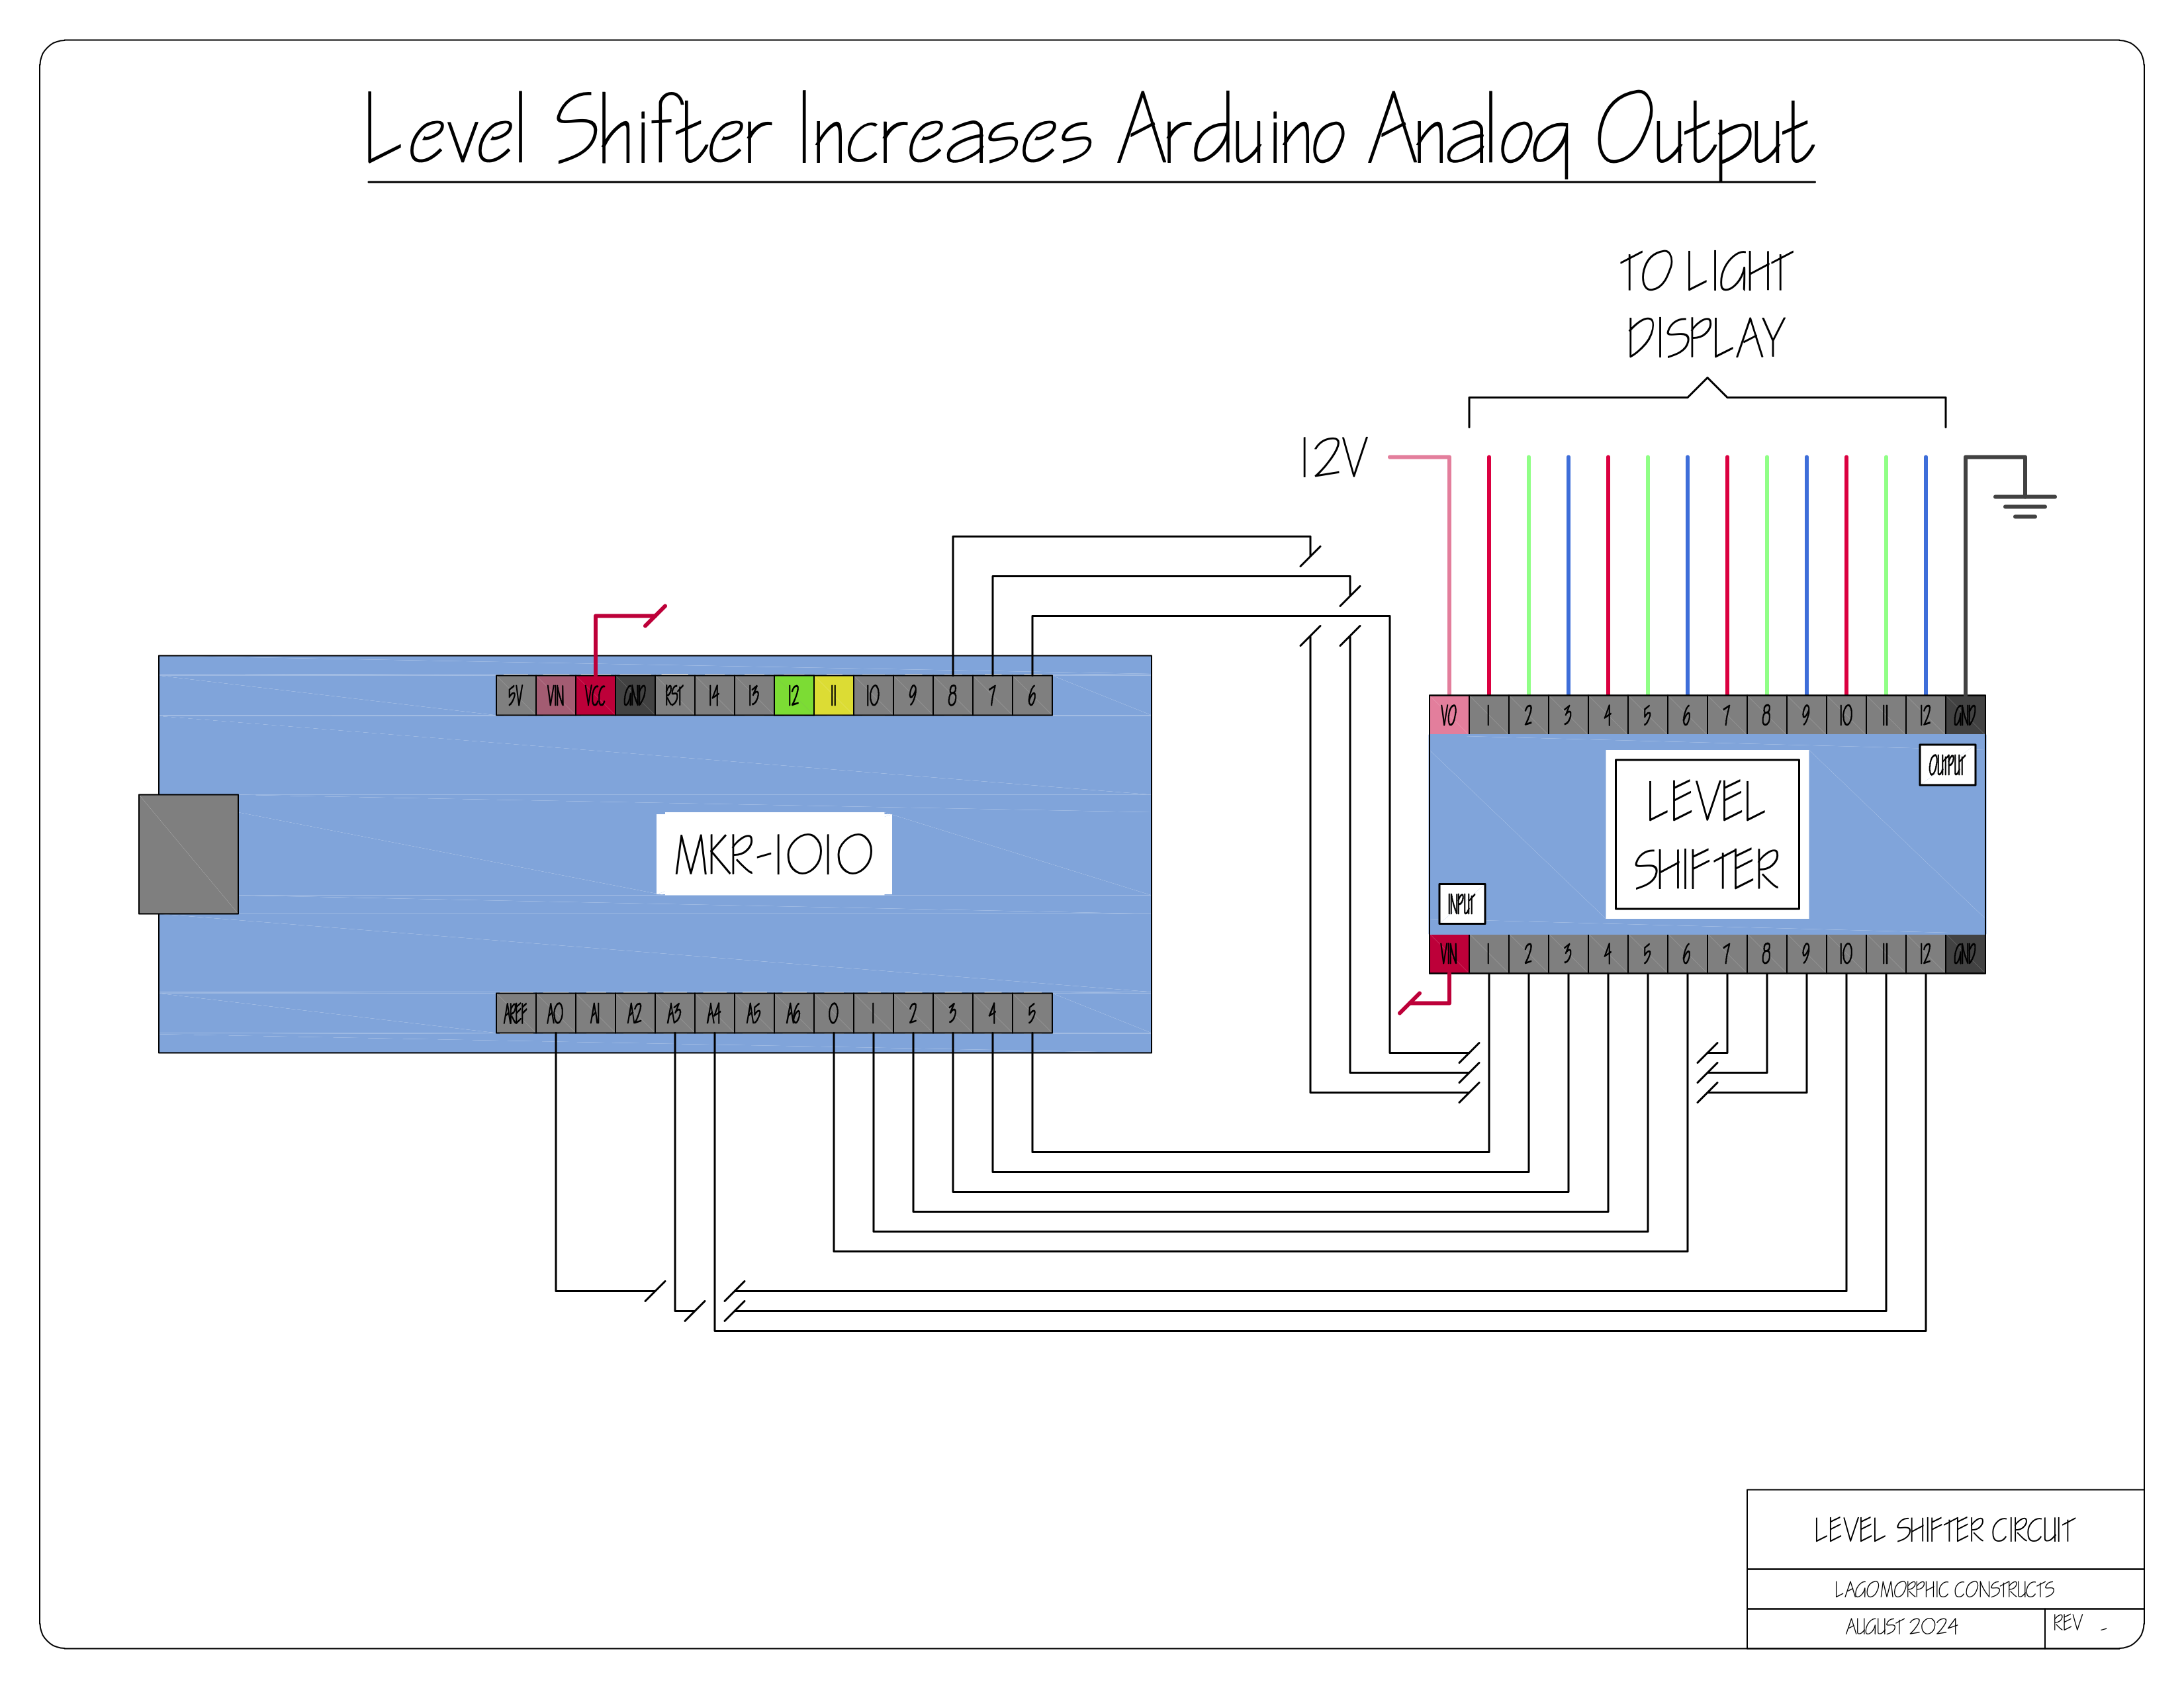 Level Shifter Increases Arduino Analog Output
TO LIGHT
DISPLAY
12V
5V VIN VCC GND RST 14 13 12 11 10 9 8 7 6
VO 1 2 3 4 5 6 7 8 9 10 11 12 GND
OUTPUT
LEVEL
SHIFTER
MKR-1010
INPUT
VIN 1 2 3 4 5 6 7 8 9 10 11 12 GND
AREF A0 A1 A2 A3 A4 A5 A6 0 1 2 3 4 5
LEVEL SHIFTER CIRCUIT
LAGOMORPHIC CONSTRUCTS
AUGUST 2024
REV -